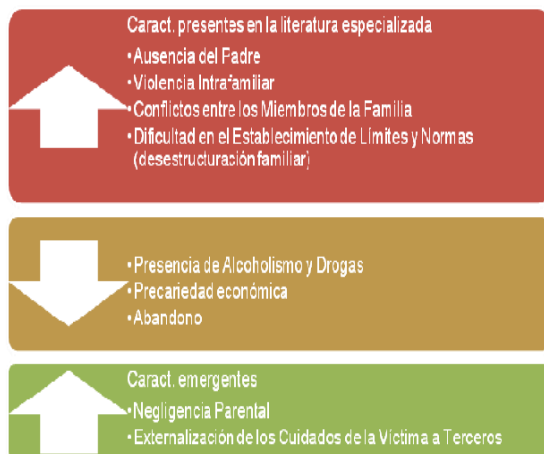 Caract. presentes en la literatura especializada
•Ausencia del Padre
•Violencia Intrafamiliar
•Conflictos entre los Miembros de la Familia
•Dificultad en el Establecimiento de Límites y Normas
(desestructuración familiar)
•Presencia de Alcoholismo y Drogas
•Precariedad económica
•Abandono
Caract. emergentes
•Negligencia Parental
•Externalización de los Cuidados de la Víctima a Terceros